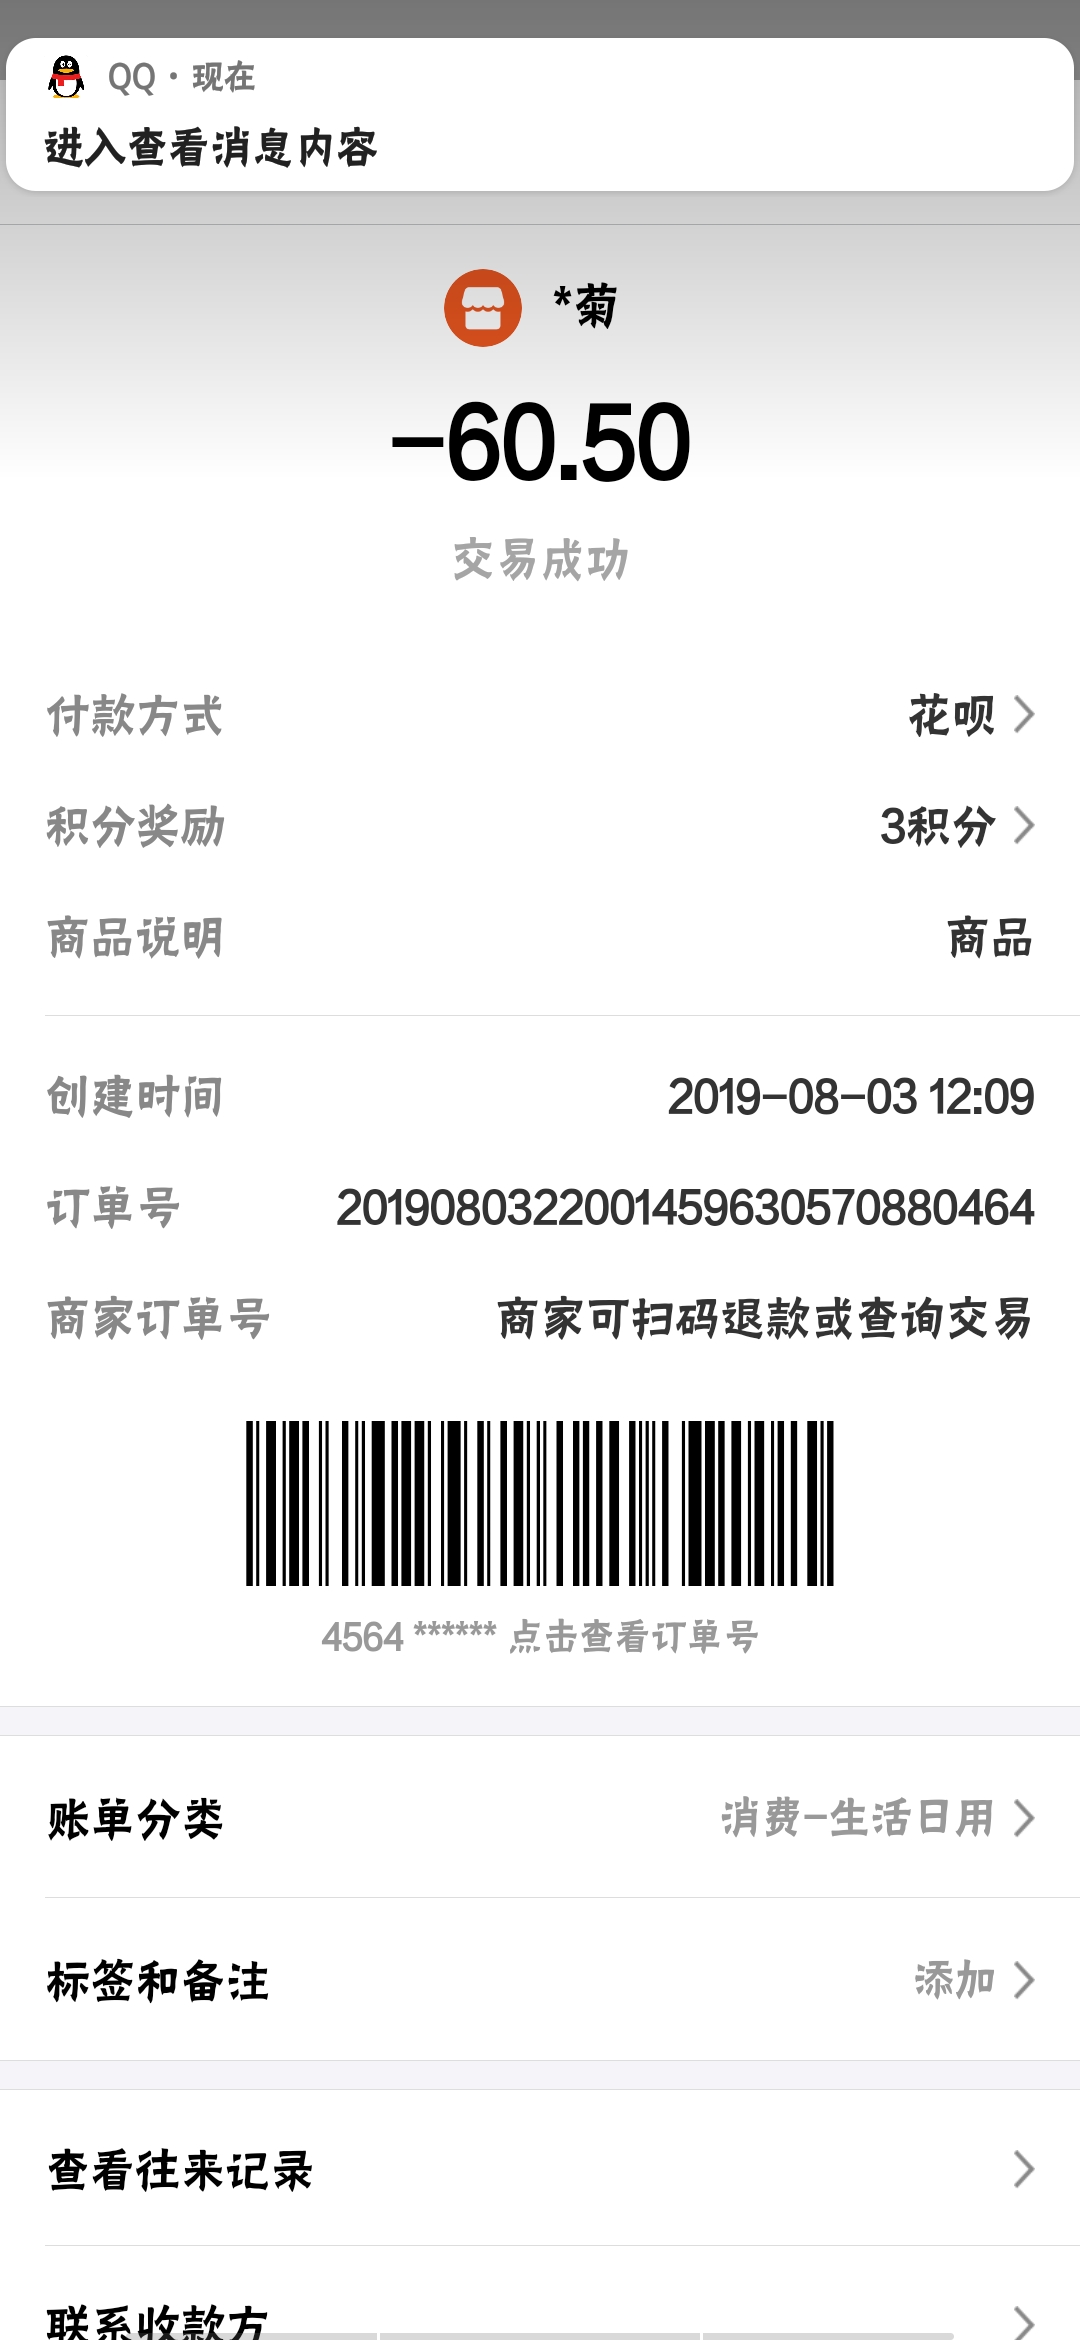 QQ · 现在
进入查看消息内容
*菊
-60.50
交易成功
付款方式 花呗
积分奖励 3积分
商品说明 商品
创建时间 2019-08-03 12:09
订单号 2019080322001459630570880464
商家订单号 商家可扫码退款或查询交易
4564 ****** 点击查看订单号
账单分类 消费-生活日用
标签和备注 添加
查看往来记录
联系收款方